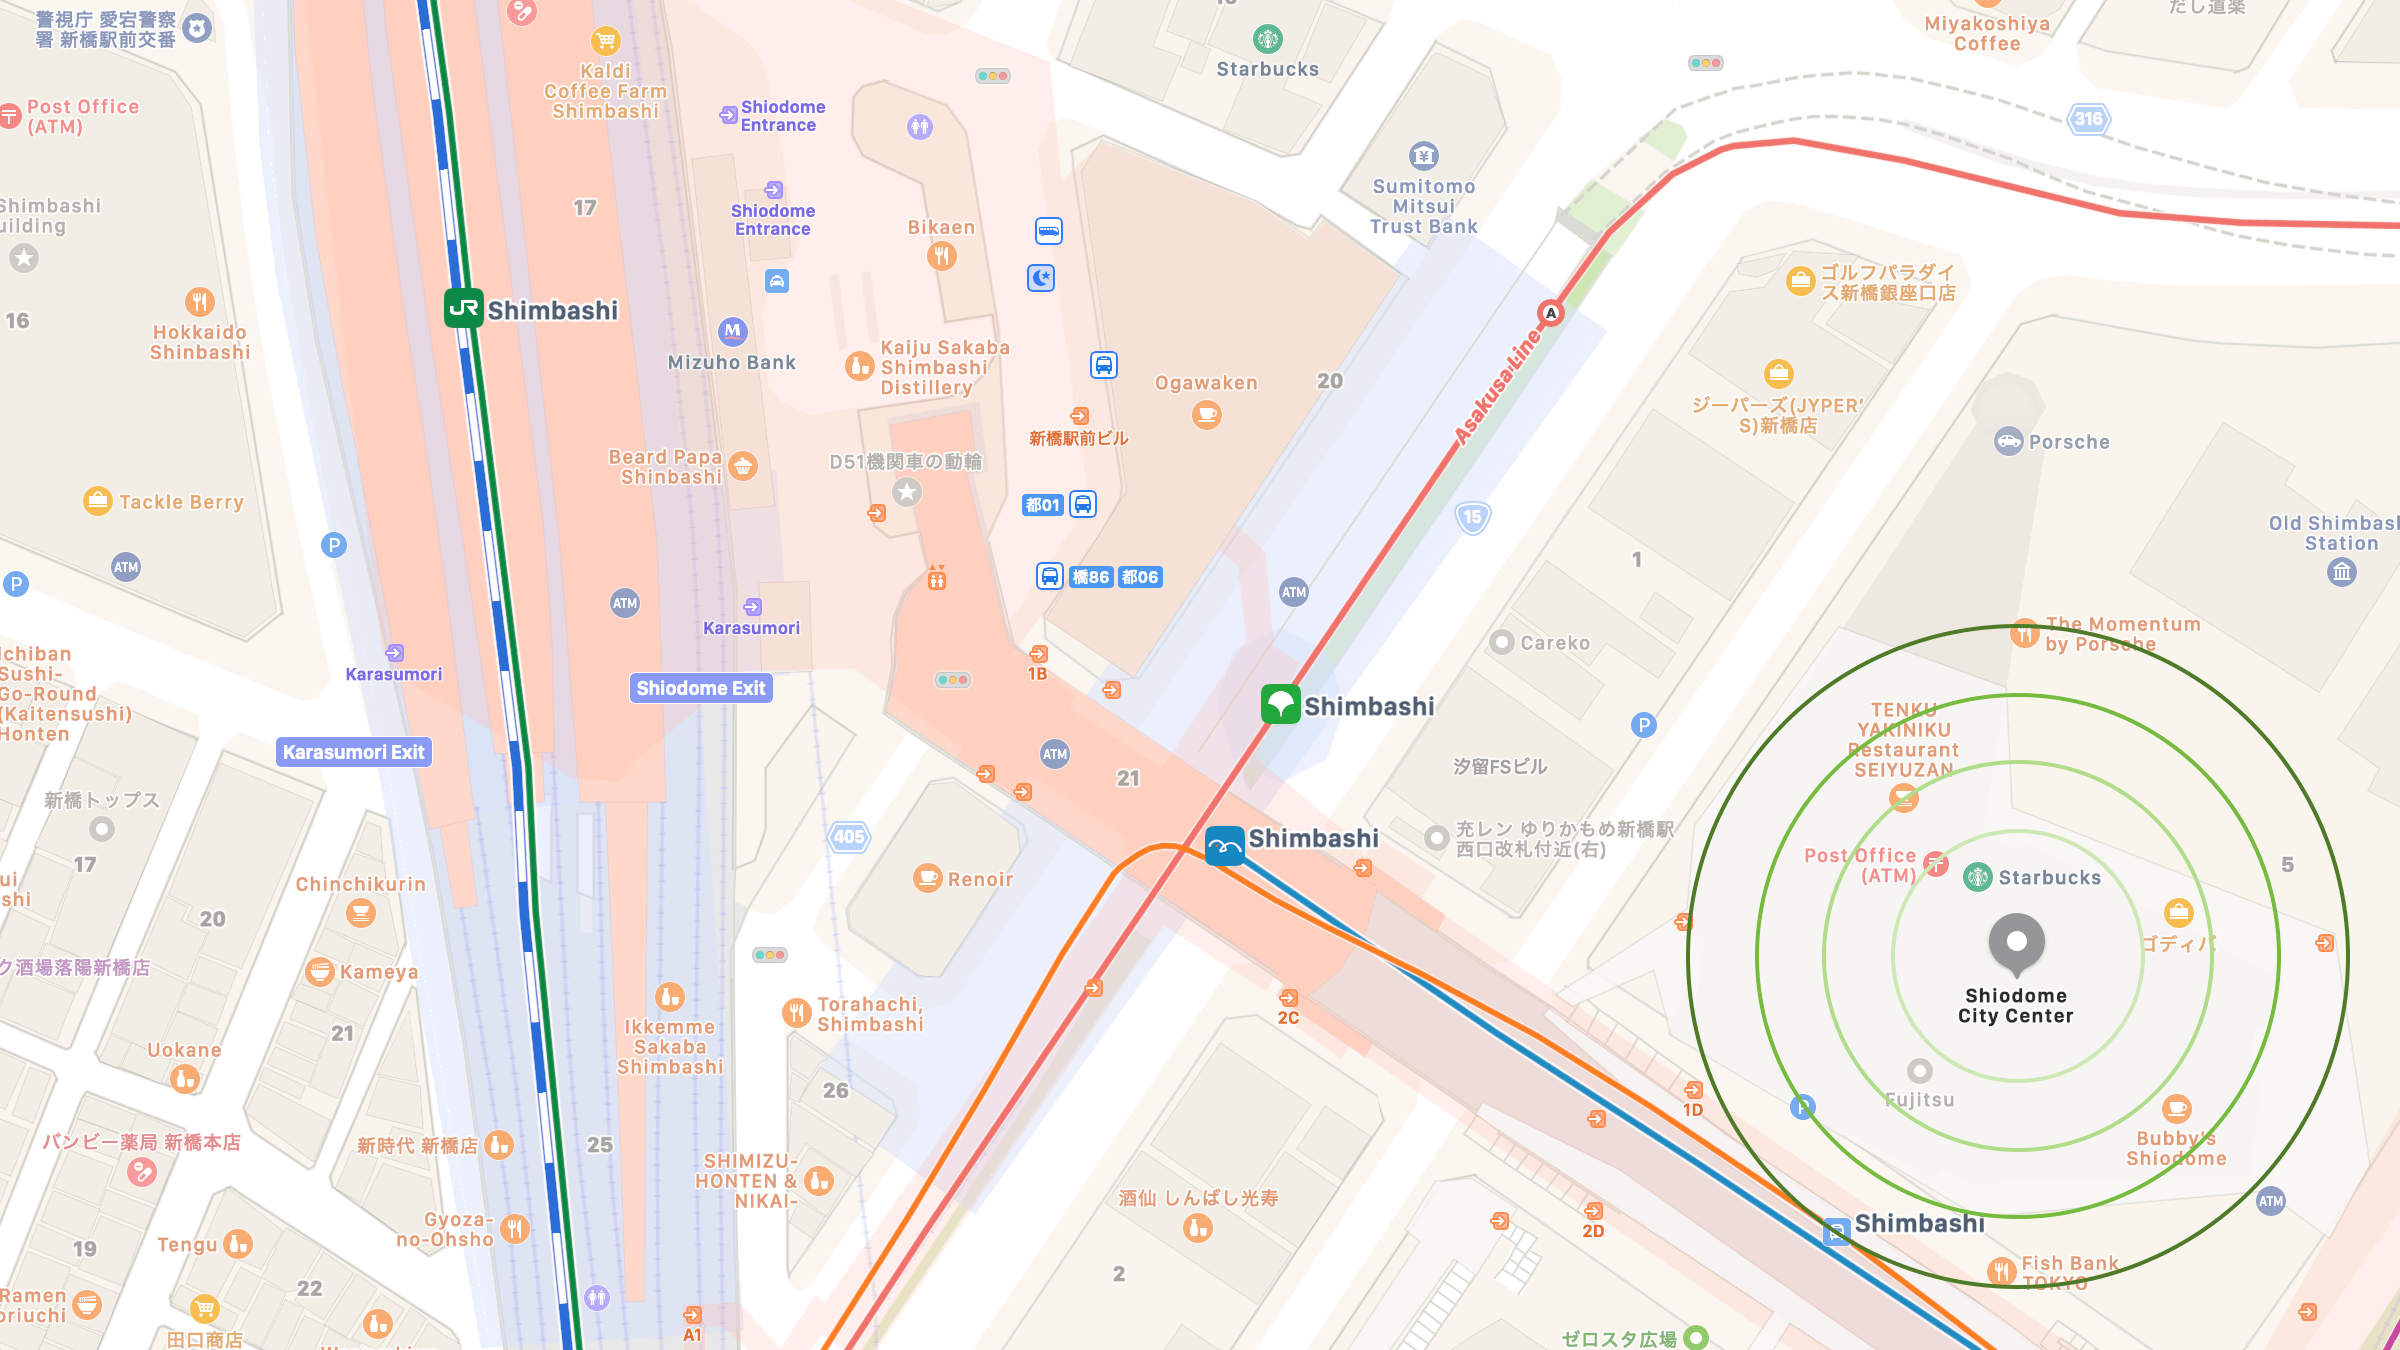 警視庁 愛宕警察
署 新橋駅前交番
Post Office
(ATM)
Kaldi
Coffee Farm
Shimbashi
Shiodome
Entrance
Starbucks
Miyakoshiya
Coffee
だし道楽
316
17
Shiodome
Entrance
Bikaen
Sumitomo
Mitsui
Trust Bank
ゴルフパラダイ
ス新橋銀座口店
Shimbashi
uilding
16
Hokkaido
Shinbashi
JR
Shimbashi
M
Mizuho Bank
Kaiju Sakaba
Shimbashi
Distillery
Ogawaken
20
A
Asakusa Line
ジーパーズ(JYPER'
S)新橋店
新橋駅前ビル
Beard Papa
Shinbashi
D51機関車の動輪
Porsche
Tackle Berry
都01
15
Old Shimbashi
Station
P
ATM
P
橋86
都06
ATM
1
ATM
Karasumori
Karasumori
Shiodome Exit
1B
Careko
The Momentum
by Porsche
Ichiban
Sushi-
Go-Round
(Kaitensushi)
Honten
Karasumori Exit
Shimbashi
P
TENKU
YAKINIKU
Restaurant
SEIYUZAN
ATM
21
汐留FSビル
新橋トップス
17
405
Shimbashi
充レン ゆりかもめ新橋駅
西口改札付近(右)
Post Office
(ATM)
Starbucks
5
ui
shi
Chinchikurin
20
Renoir
ゴディバ
ク酒場落陽新橋店
Kameya
Ikkemme
Sakaba
Shimbashi
Torahachi,
Shimbashi
2C
Shiodome
City Center
21
Uokane
26
Fujitsu
P
1D
Bubby's
Shiodome
バンビー薬局 新橋本店
新時代 新橋店
25
SHIMIZU-
HONTEN &
NIKAI-
酒仙 しんばし光寿
2D
ATM
Shimbashi
Gyoza-
no-Ohsho
Tengu
19
22
2
Fish Bank
TOKYO
Ramen
oriuchi
田口商店
A1
ゼロスタ広場